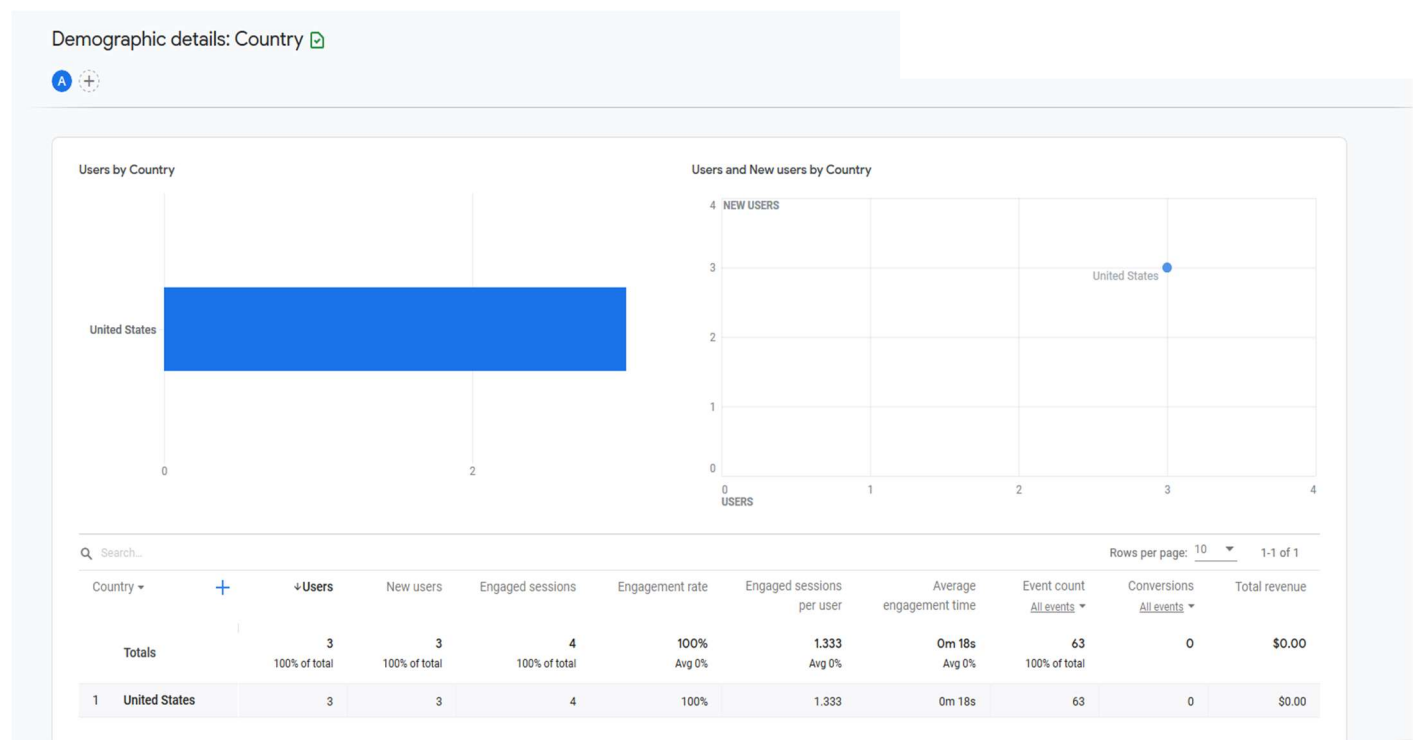 Demographic details: Country
A
Users by Country
United States
0 2
Users and New users by Country
4 NEW USERS
3
United States
2
1
0
0 1 2 3 4
USERS
Search...
Rows per page: 10 1-1 of 1
Country + ↓Users New users Engaged sessions Engagement rate Engaged sessions per user Average engagement time Event count All events Conversions All events Total revenue
Totals 3 3 4 100% 1.333 0m 18s 63 0 $0.00
100% of total 100% of total 100% of total Avg 0% Avg 0% Avg 0% 100% of total
1 United States 3 3 4 100% 1.333 0m 18s 63 0 $0.00